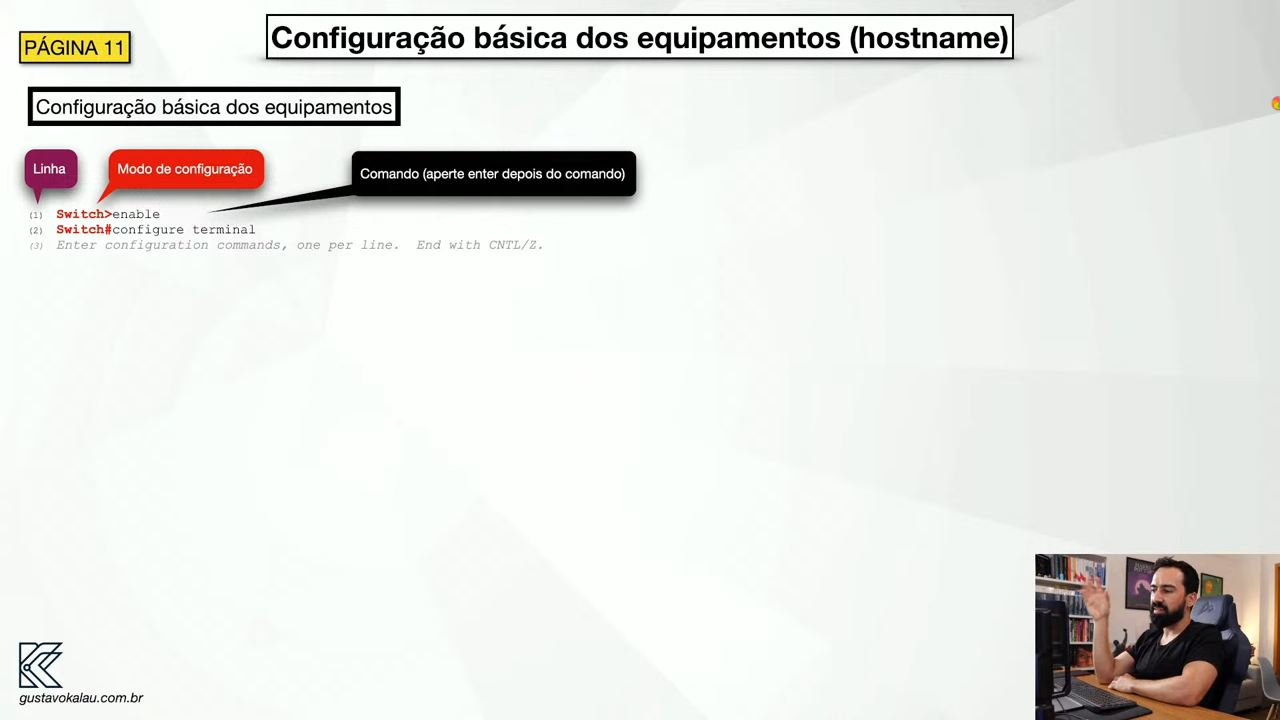 PÁGINA 11
Configuração básica dos equipamentos (hostname)
Configuração básica dos equipamentos
Linha
Modo de configuração
Comando (aperte enter depois do comando)
(1) Switch>enable
(2) Switch#configure terminal
(3) Enter configuration commands, one per line. End with CNTL/Z.
gustavokalau.com.br